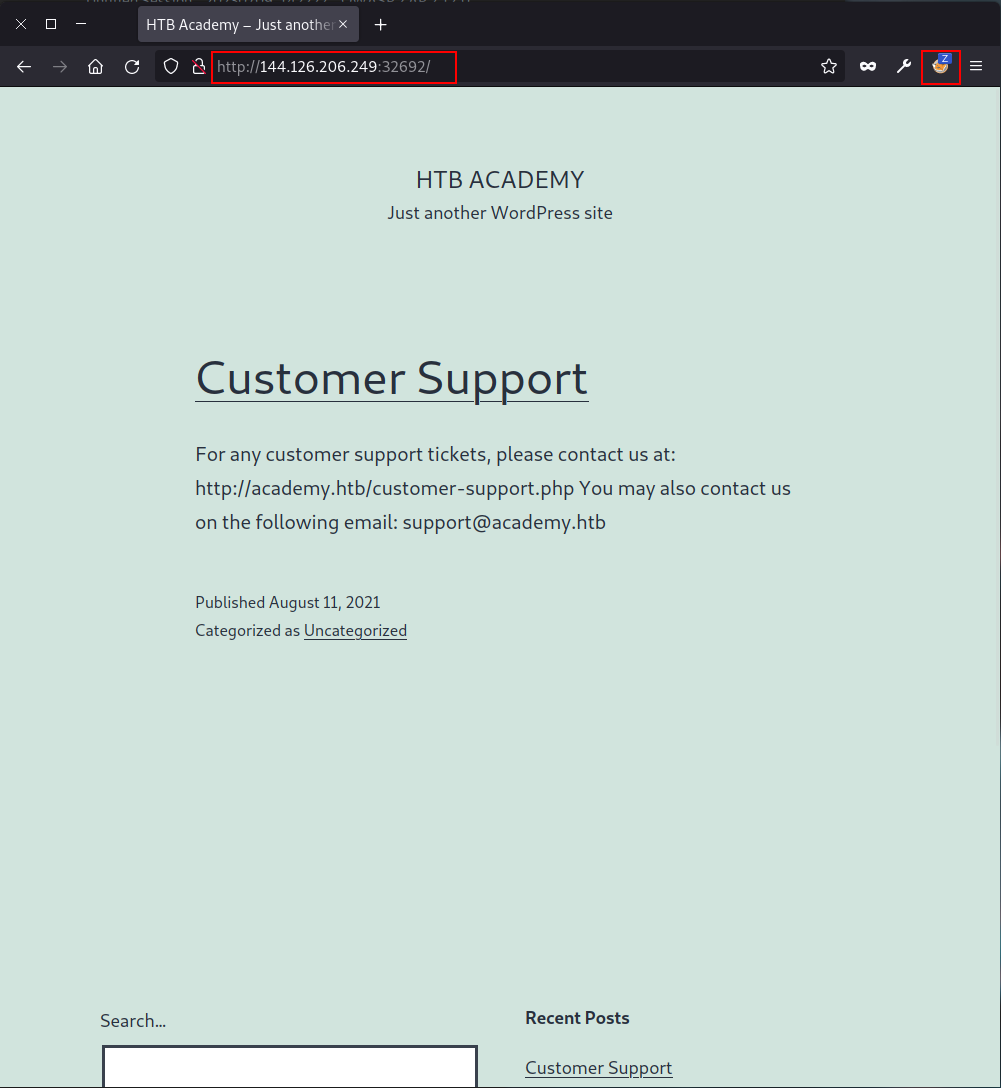 HTB Academy – Just another
http://144.126.206.249:32692/
Z
HTB ACADEMY
Just another WordPress site
Customer Support
For any customer support tickets, please contact us at:
http://academy.htb/customer-support.php You may also contact us
on the following email: support@academy.htb
Published August 11, 2021
Categorized as Uncategorized
Search...
Recent Posts
Customer Support